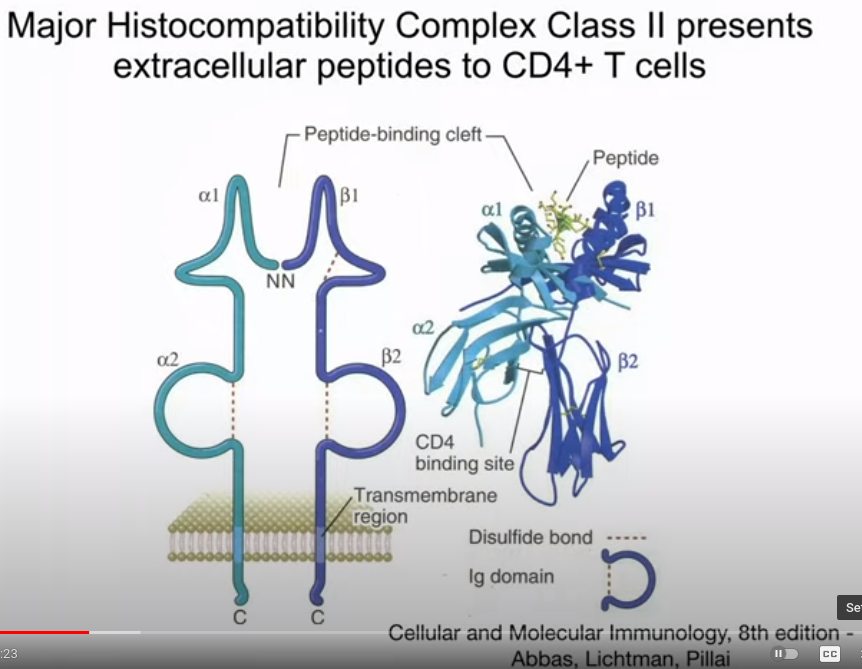 Major Histocompatibility Complex Class II presents
extracellular peptides to CD4+ T cells
Peptide-binding cleft
Peptide
α1
β1
α1
β1
NN
α2
β2
α2
β2
CD4
binding site
Transmembrane
region
Disulfide bond
Ig domain
C
C
Cellular and Molecular Immunology, 8th edition -
Abbas, Lichtman, Pillai
:23
CC